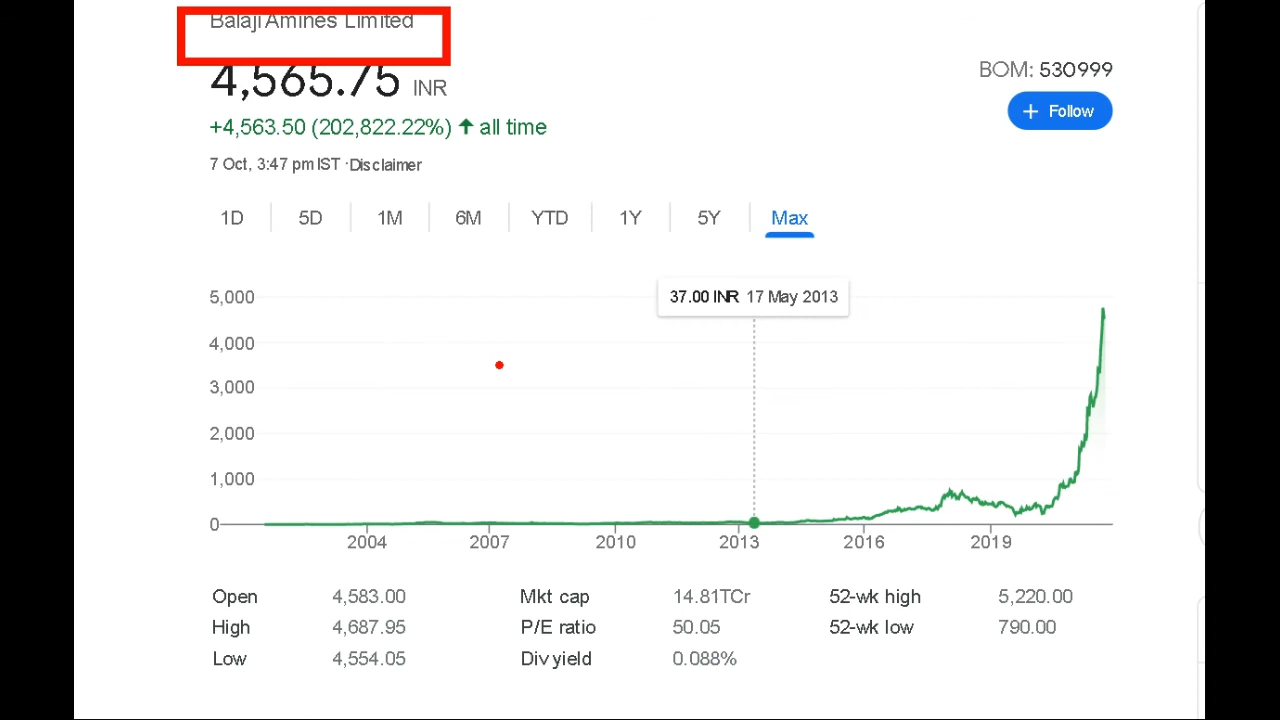 Balaji Amines Limited
4,565.75 INR
BOM: 530999
+ Follow
+4,563.50 (202,822.22%) ↑ all time
7 Oct, 3:47 pm IST · Disclaimer
1D 5D 1M 6M YTD 1Y 5Y Max
37.00 INR 17 May 2013
5,000
4,000
3,000
2,000
1,000
0
2004 2007 2010 2013 2016 2019
Open 4,583.00 Mkt cap 14.81TCr 52-wk high 5,220.00
High 4,687.95 P/E ratio 50.05 52-wk low 790.00
Low 4,554.05 Div yield 0.088%